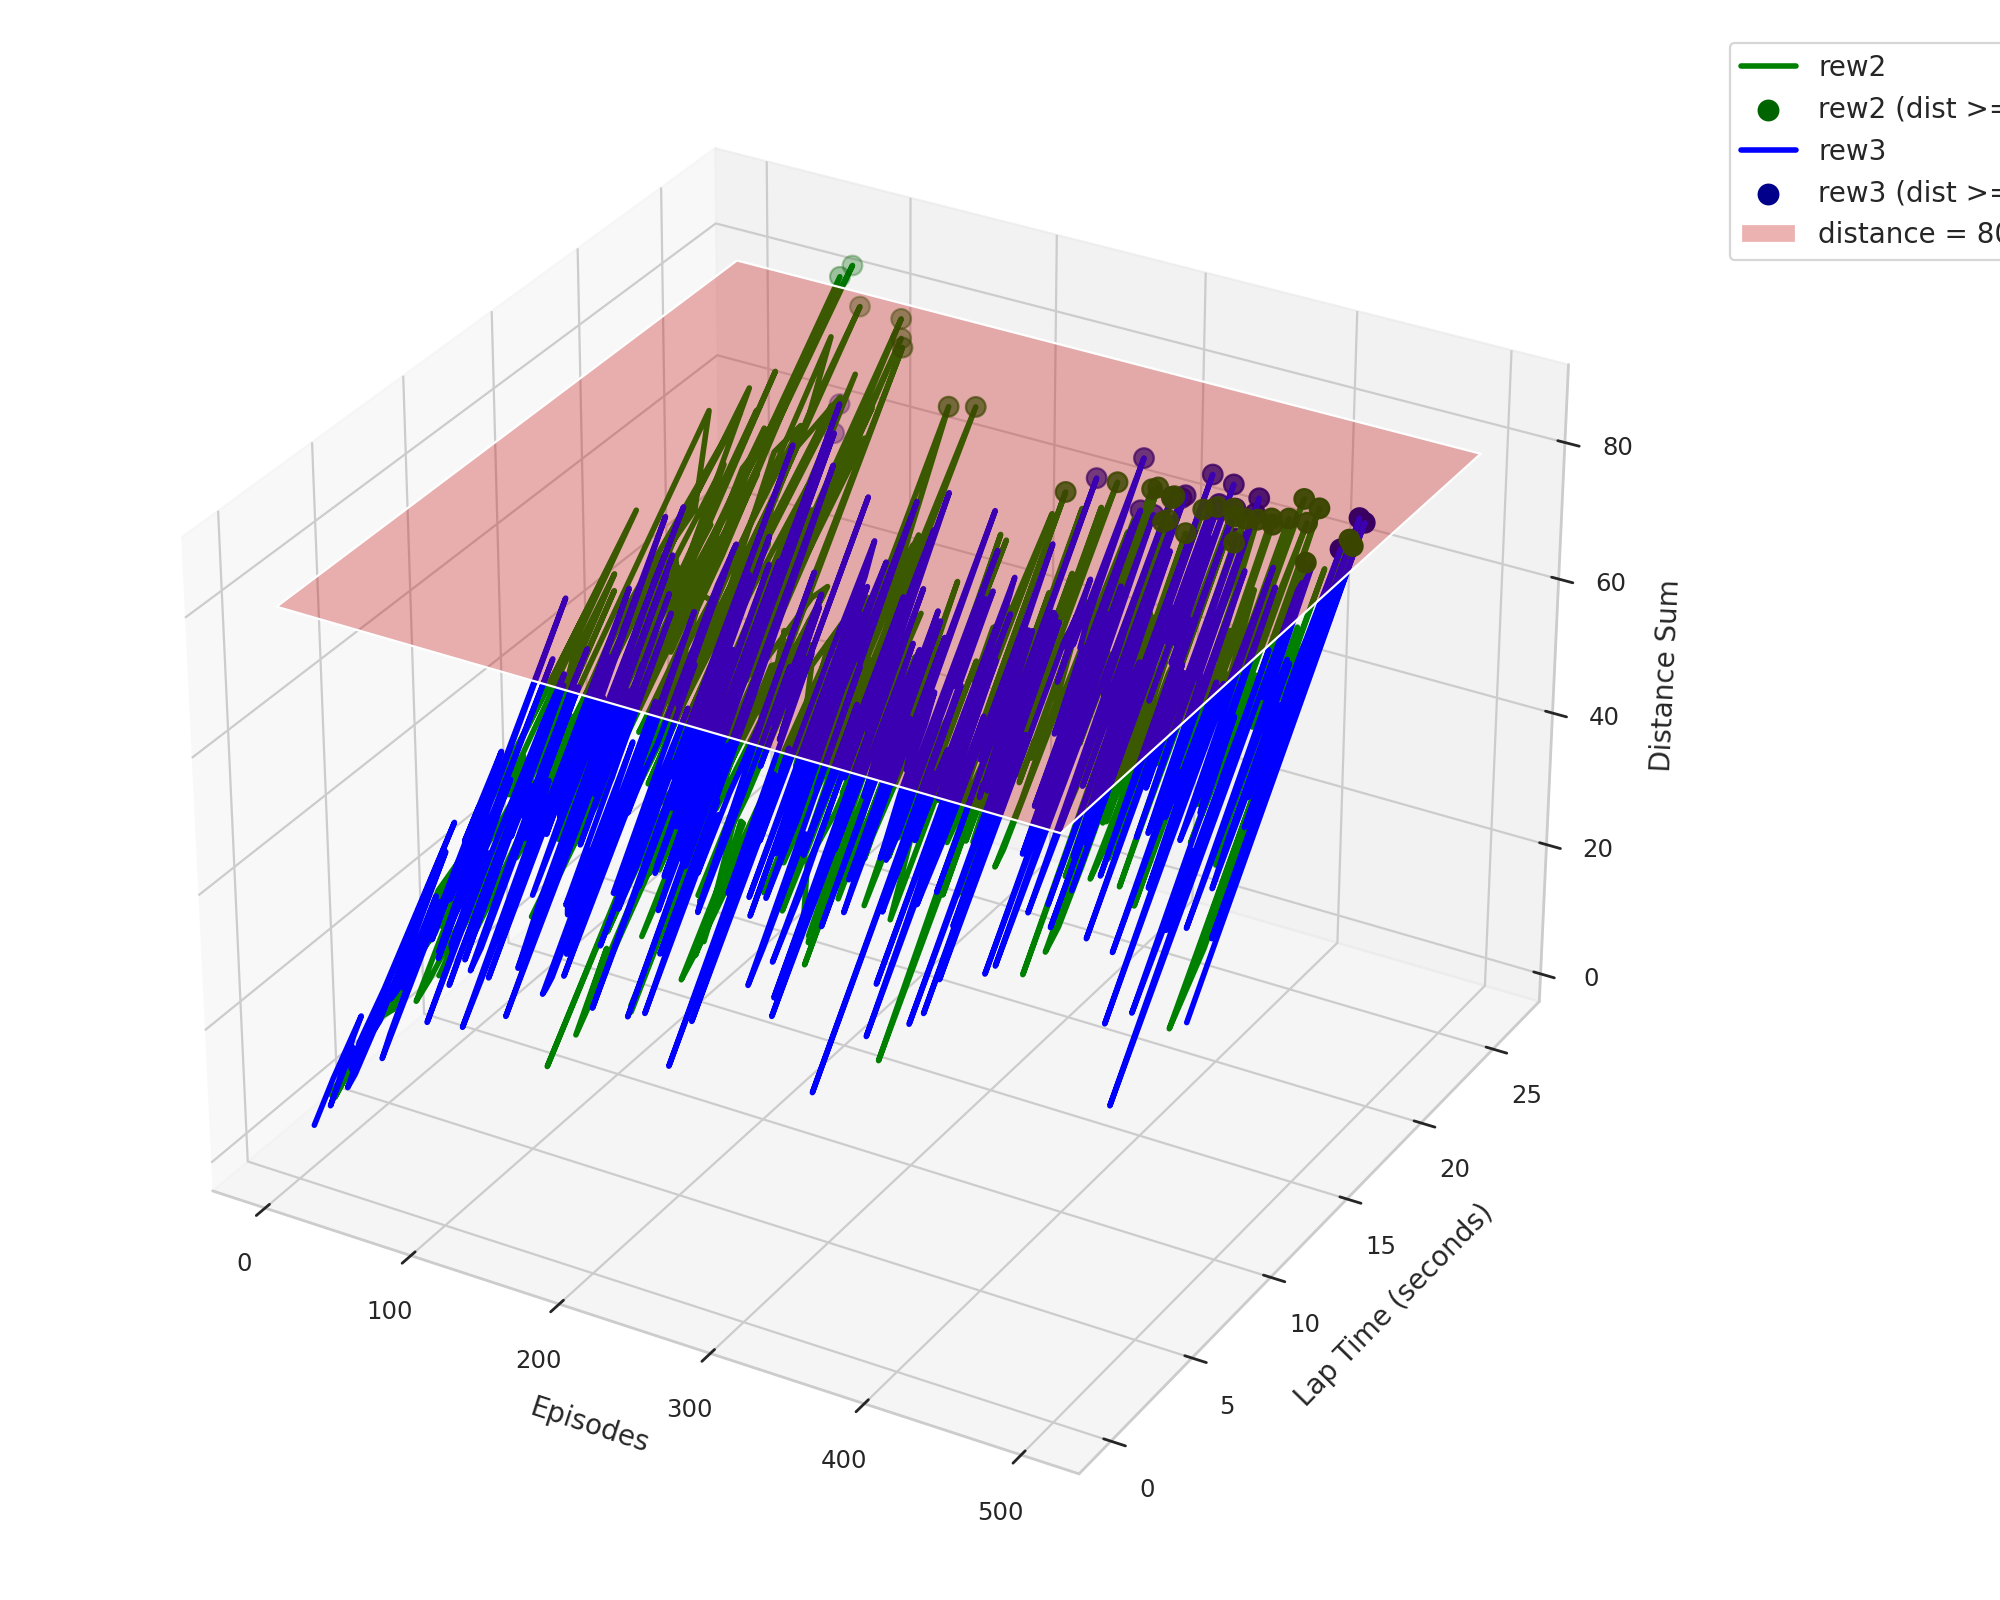 rew2
rew2 (dist >=
rew3
rew3 (dist >=
distance = 80
80
60
40
20
0
Distance Sum
25
20
15
10
5
0
Lap Time (seconds)
0
100
200
300
400
500
Episodes